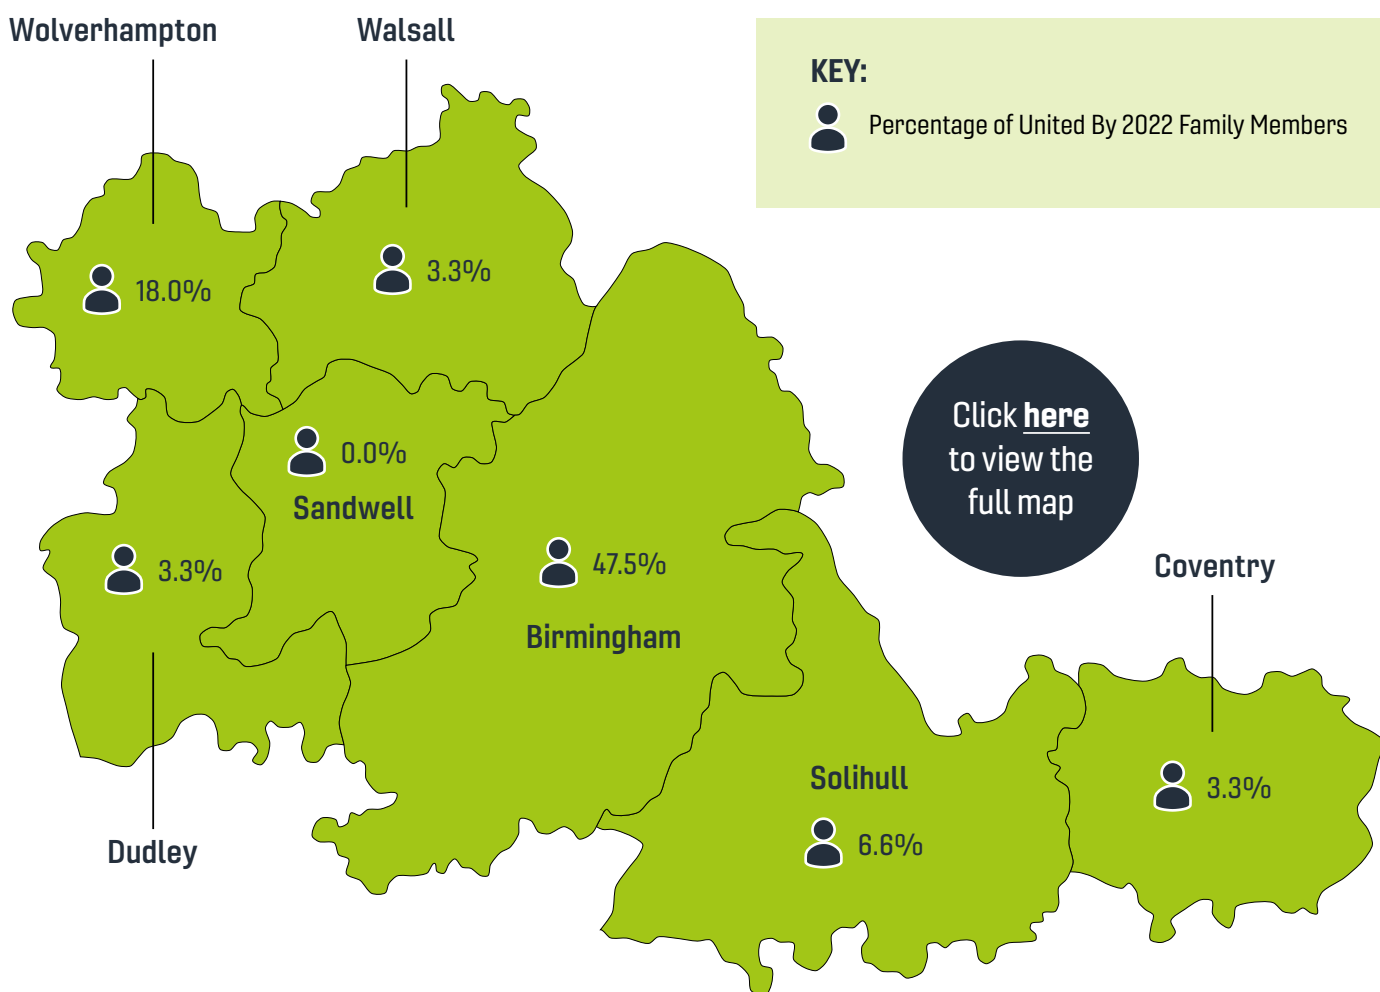 Wolverhampton
Walsall
KEY:
Percentage of United By 2022 Family Members
18.0%
3.3%
0.0%
Sandwell
3.3%
47.5%
Birmingham
Click here
to view the
full map
Coventry
Solihull
3.3%
6.6%
Dudley